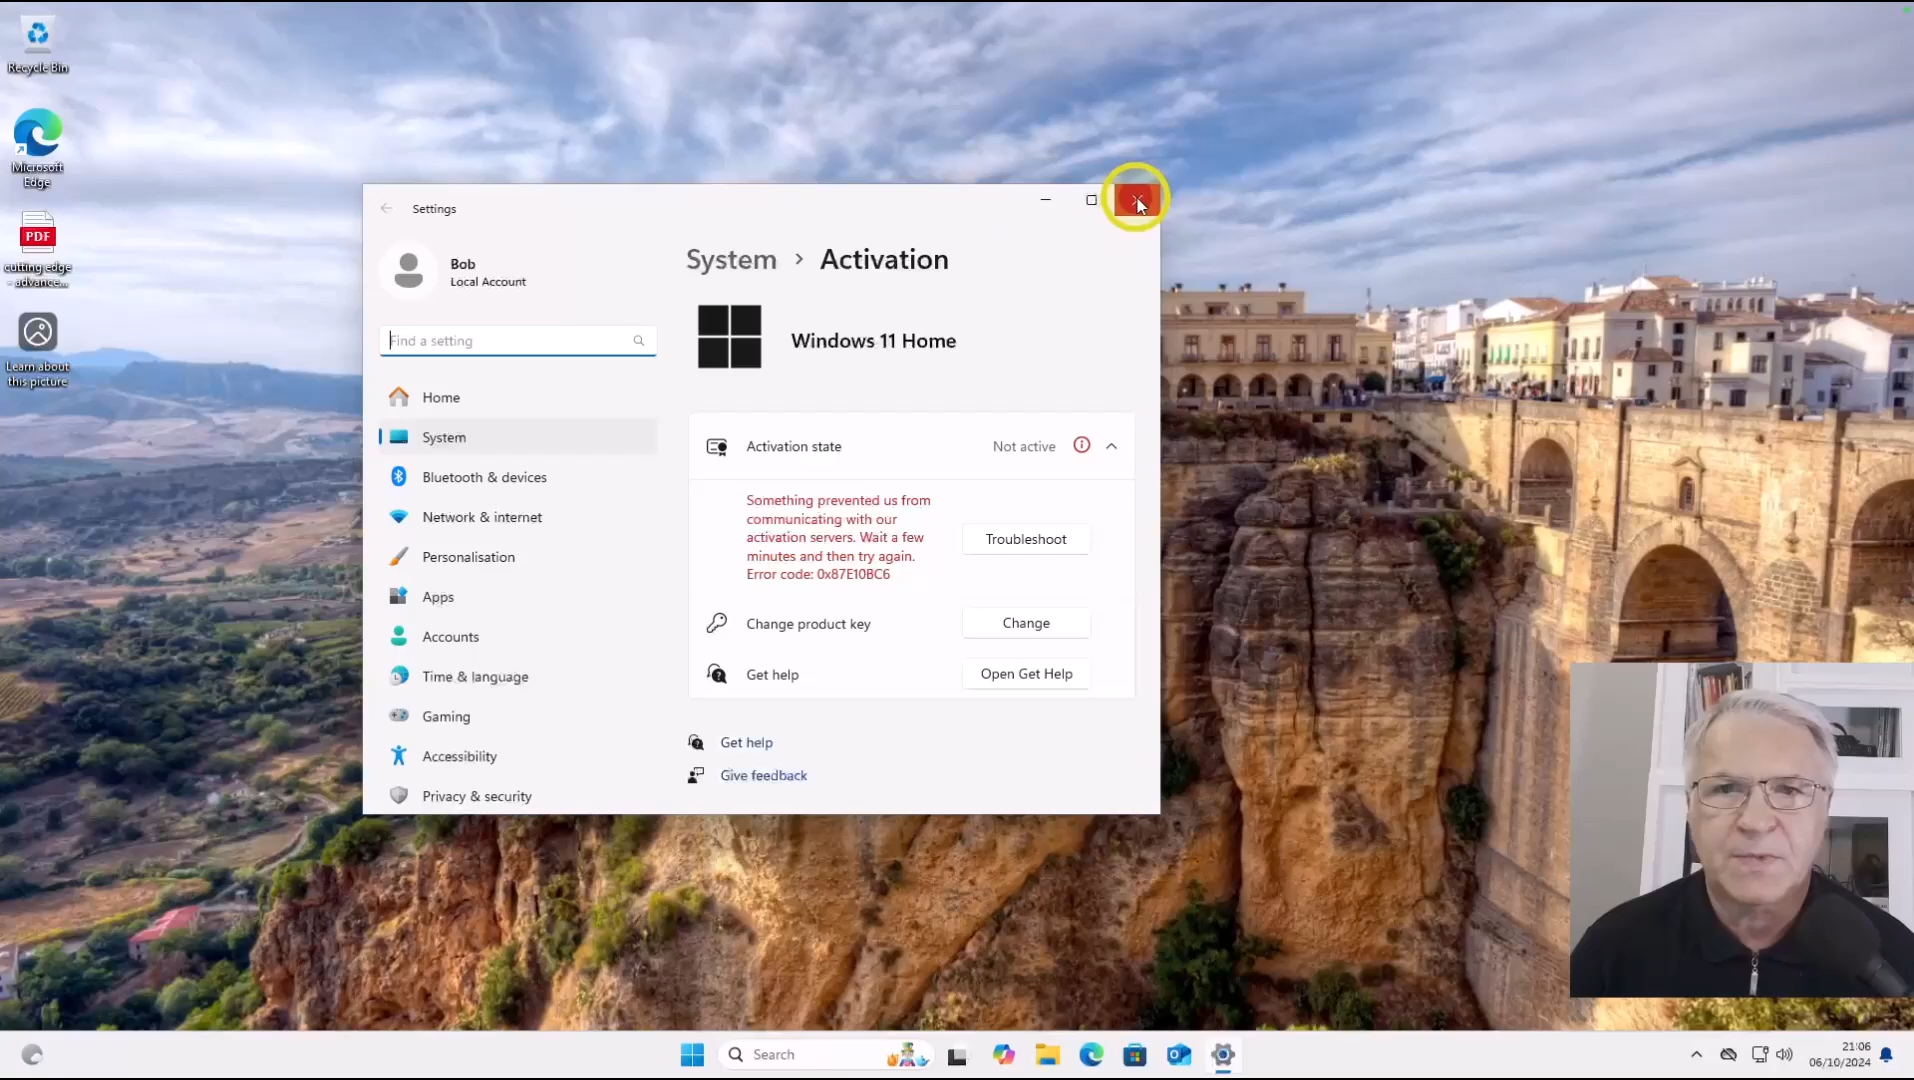 Recycle Bin
Microsoft
Edge
PDF
cutting edge
- advance...
Learn about
this picture
Settings
Bob
Local Account
Find a setting
Home
System
Bluetooth & devices
Network & internet
Personalisation
Apps
Accounts
Time & language
Gaming
Accessibility
Privacy & security
System > Activation
Windows 11 Home
Activation state Not active
Something prevented us from
communicating with our
activation servers. Wait a few
minutes and then try again.
Error code: 0x87E10BC6
Troubleshoot
Change product key Change
Get help Open Get Help
Get help
Give feedback
Search
21:06
06/10/2024